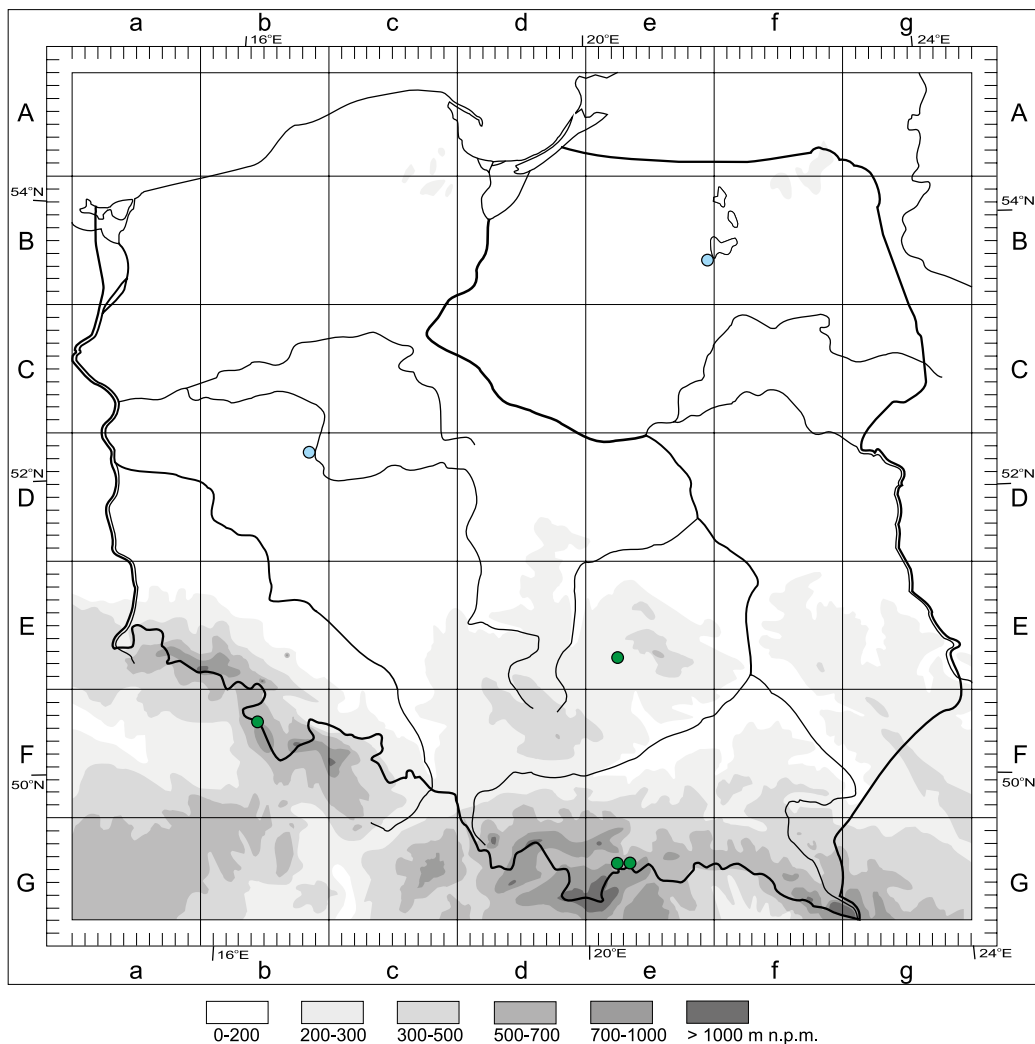 a b c d e f g
16°E 20°E 24°E
A A
54°N 54°N
B B
C C
52°N 52°N
D D
E E
F F
50°N 50°N
G G
16°E 20°E 24°E
a b c d e f g
0-200 200-300 300-500 500-700 700-1000 > 1000 m n.p.m.